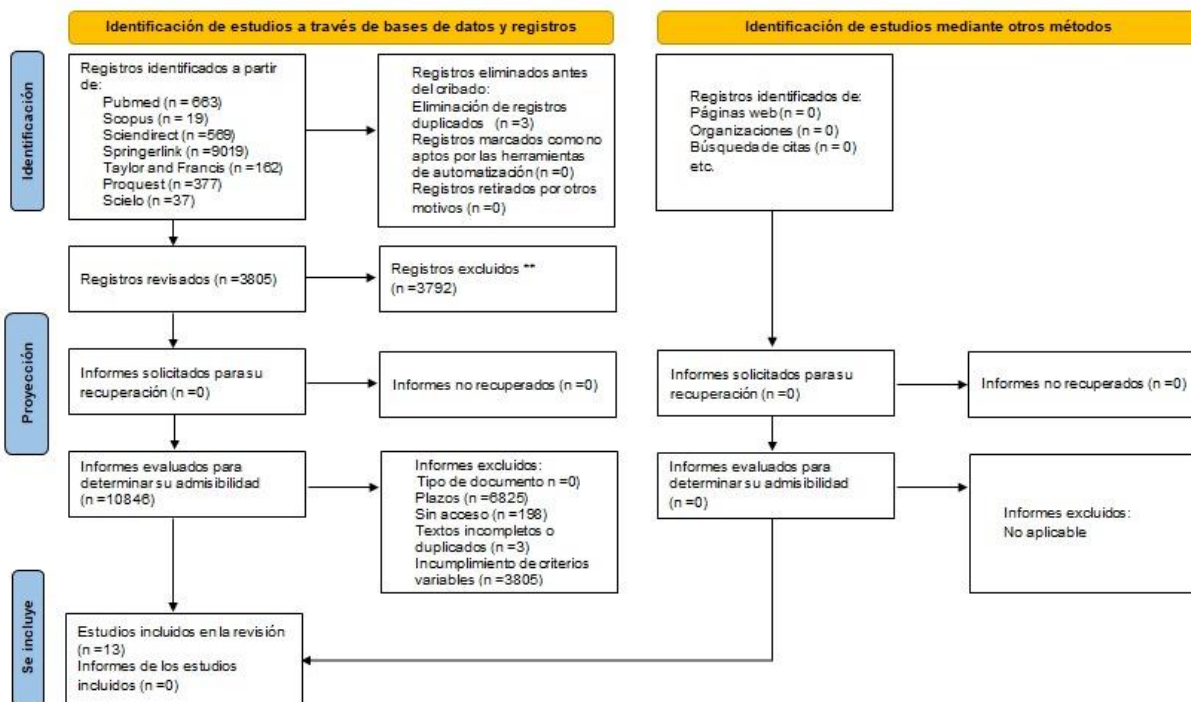 Identificación de estudios a través de bases de datos y registros
Identificación de estudios mediante otros métodos
Identificación
Registros identificados a partir
de:
Pubmed (n = 663)
Scopus (n = 19)
Sciendirect (n =569)
Springerlink (n =9019)
Taylor and Francis (n =162)
Proquest (n =377)
Scielo (n =37)
Registros eliminados antes
del cribado:
Eliminación de registros
duplicados (n =3)
Registros marcados como no
aptos por las herramientas
de automatización (n =0)
Registros retirados por otros
motivos (n =0)
Registros identificados de:
Páginas web (n = 0)
Organizaciones (n = 0)
Búsqueda de citas (n = 0)
etc.
Registros revisados (n =3805)
Registros excluidos **
(n =3792)
Proyección
Informes solicitados para su
recuperación (n =0)
Informes no recuperados (n =0)
Informes solicitados para su
recuperación (n =0)
Informes no recuperados (n =0)
Informes evaluados para
determinar su admisibilidad
(n =10846)
Informes excluidos:
Tipo de documento n =0)
Plazos (n =6825)
Sin acceso (n =198)
Textos incompletos o
duplicados (n =3)
Incumplimiento de criterios
variables (n =3805)
Informes evaluados para
determinar su admisibilidad
(n =0)
Informes excluidos:
No aplicable
Se incluye
Estudios incluidos en la revisión
(n =13)
Informes de los estudios
incluidos (n =0)